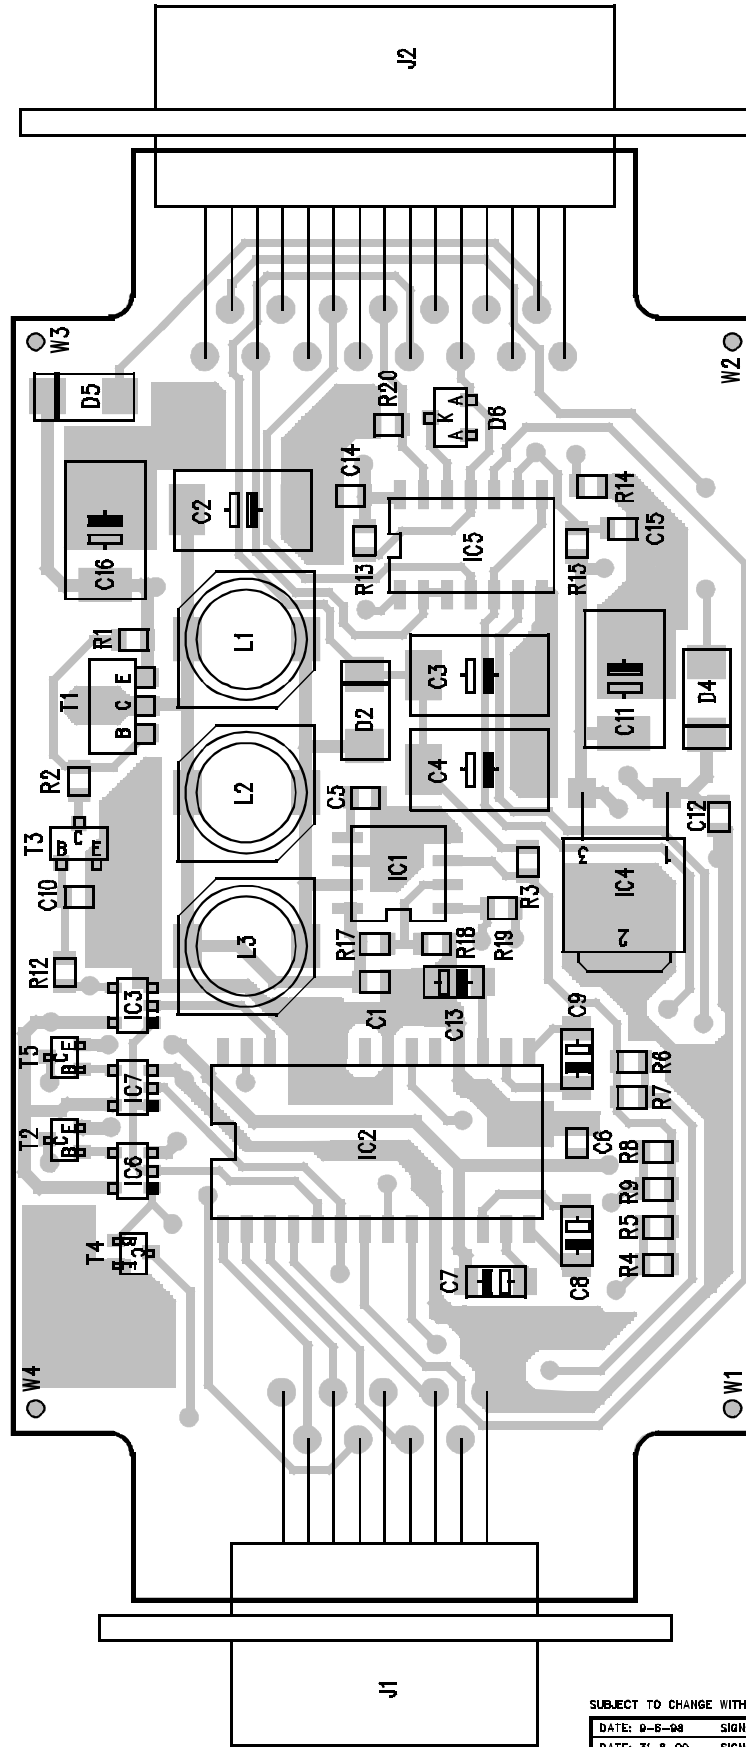 J2
W3
W2
D5
R20
K
A
A
D6
C14
C2
C16
R13
IC5
R14
C15
R15
R1
L1
T1
E
C
B
C3
D2
C11
D4
R2
L2
C4
C5
C12
T3
B
C
E
IC1
R3
3
1
IC4
2
C10
L3
R17
R18
R19
R12
C1
C13
IC3
C9
T5
B
C
E
IC7
R6
R7
T2
B
C
E
IC6
IC2
C6
R8
R9
R5
R4
T4
B
C
E
C7
C8
W4
W1
J1
SUBJECT TO CHANGE WITH
DATE: 9-6-98 SIGN